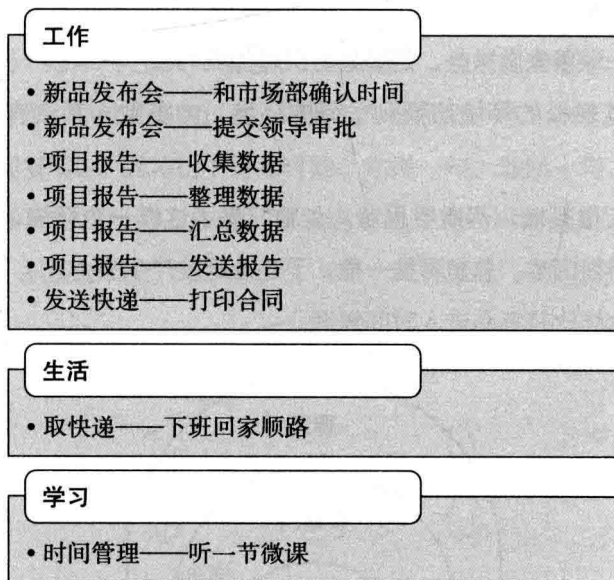 工作
• 新品发布会——和市场部确认时间
• 新品发布会——提交领导审批
• 项目报告——收集数据
• 项目报告——整理数据
• 项目报告——汇总数据
• 项目报告——发送报告
• 发送快递——打印合同
生活
• 取快递——下班回家顺路
学习
• 时间管理——听一节微课